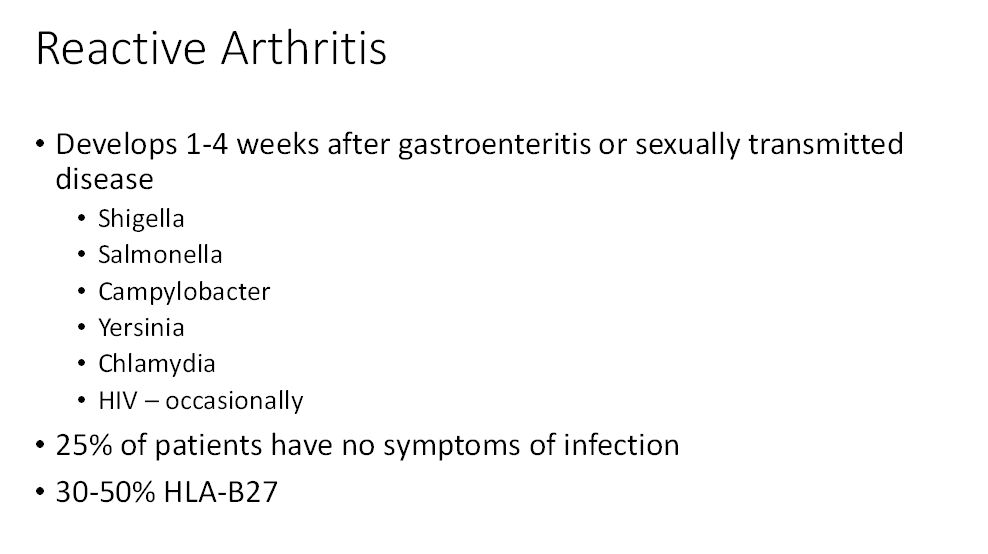 Reactive Arthritis
• Develops 1-4 weeks after gastroenteritis or sexually transmitted
disease
• Shigella
• Salmonella
• Campylobacter
• Yersinia
• Chlamydia
• HIV – occasionally
• 25% of patients have no symptoms of infection
• 30-50% HLA-B27